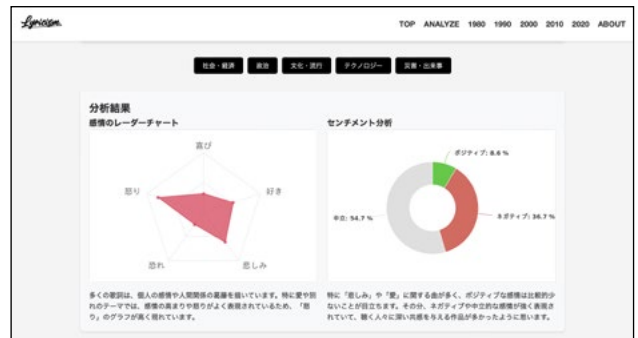 Lyricism.
TOP ANALYZE 1980 1990 2000 2010 2020 ABOUT
社会・経済 政治 文化・流行 テクノロジー 災害・出来事
分析結果
感情のレーダーチャート
喜び
好き
悲しみ
恐れ
怒り
多くの歌詞は、個人の感情や人間関係の葛藤を描いています。特に愛や別
れのテーマでは、感情の高まりや怒りがよく表現されているため、「怒
り」のグラフが高く現れています。
センチメント分析
ポジティブ: 8.6 %
ネガティブ: 36.7 %
中立: 54.7 %
特に「悲しみ」や「愛」に関する曲が多く、ポジティブな感情は比較的少
ないことが目立ちます。その分、ネガティブや中立的な感情が強く表現さ
れていて、聴く人々に深い共感を与える作品が多かったように思います。